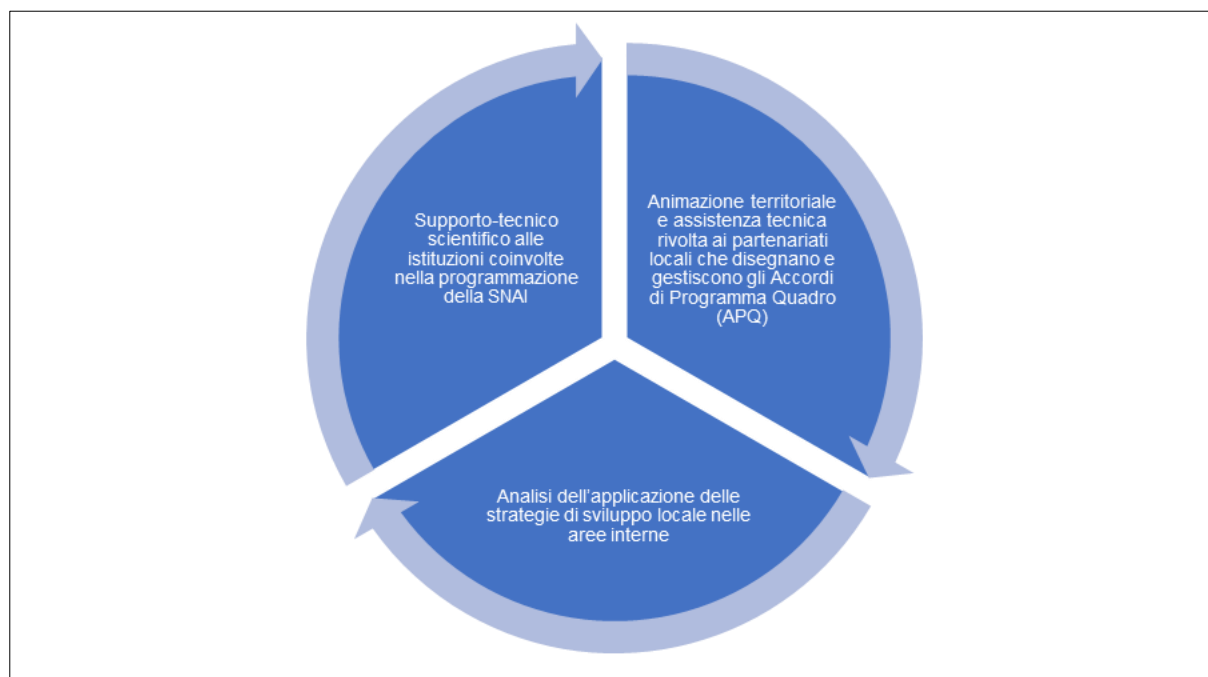 Supporto-tecnico
scientifico alle
istituzioni coinvolte
nella programmazione
della SNAI
Animazione territoriale
e assistenza tecnica
rivolta ai partenariati
locali che disegnano e
gestiscono gli Accordi
di Programma Quadro
(APQ)
Analisi dell’applicazione delle
strategie di sviluppo locale nelle
aree interne